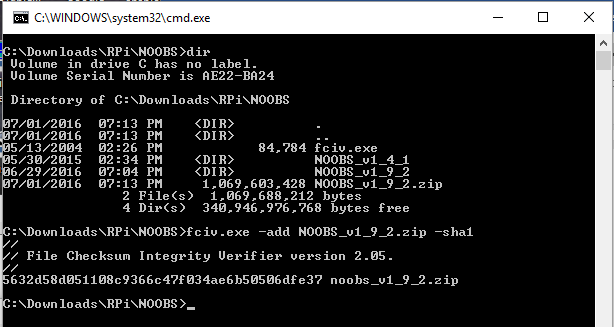 C:\WINDOWS\system32\cmd.exe
C:\Downloads\RPi\NOOBS>dir
Volume in drive C has no label.
Volume Serial Number is AE22-BA24
Directory of C:\Downloads\RPi\NOOBS
07/01/2016 07:13 PM <DIR> .
07/01/2016 07:13 PM <DIR> ..
05/13/2004 02:26 PM 84,784 fciv.exe
05/30/2015 02:34 PM <DIR> NOOBS_v1_4_1
06/29/2016 07:04 PM <DIR> NOOBS_v1_9_2
07/01/2016 07:13 PM 1,069,603,428 NOOBS_v1_9_2.zip
2 File(s) 1,069,688,212 bytes
4 Dir(s) 340,946,976,768 bytes free
C:\Downloads\RPi\NOOBS>fciv.exe -add NOOBS_v1_9_2.zip -sha1
//
// File Checksum Integrity Verifier version 2.05.
//
5632d58d051108c9366c47f034ae6b50506dfe37 noobs_v1_9_2.zip
C:\Downloads\RPi\NOOBS>_